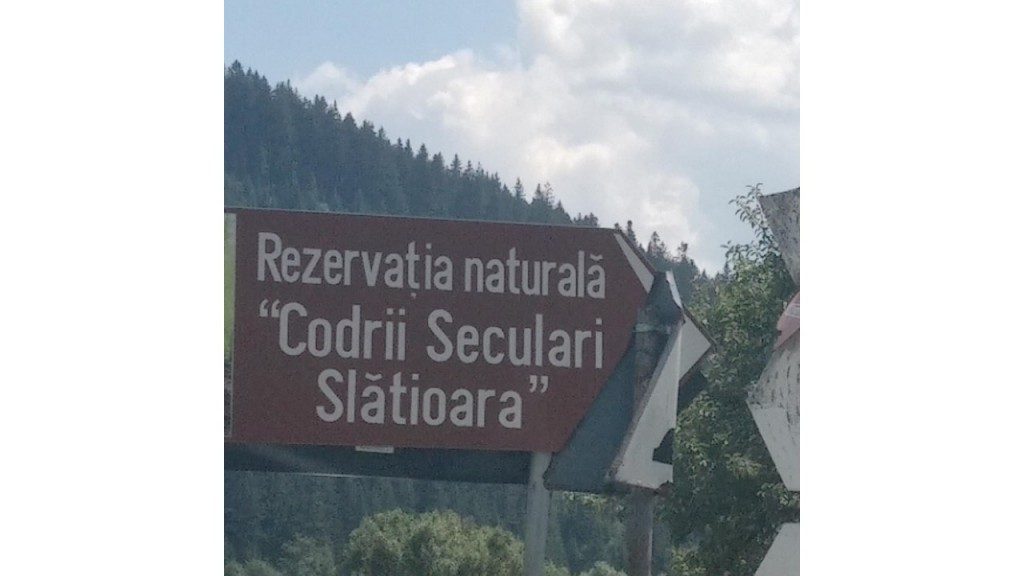 Rezervația naturală
“Codrii Seculari
Slătioara”